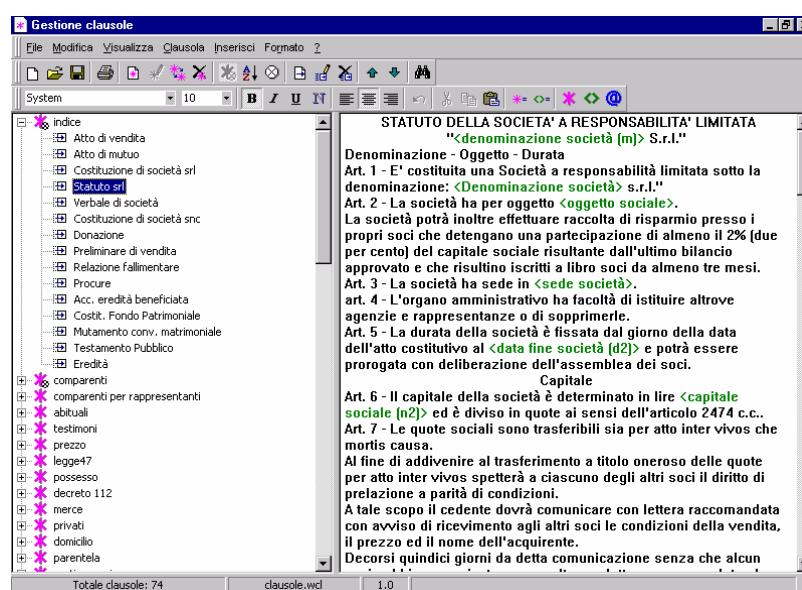 Gestione clausole
File Modifica Visualizza Clausola Inserisci Formato ?
System 10 B I U N
indice
Atto di vendita
Atto di mutuo
Costituzione di società srl
Statuto srl
Verbale di società
Costituzione di società snc
Donazione
Preliminare di vendita
Relazione fallimentare
Procure
Acc. eredità beneficiata
Costit. Fondo Patrimoniale
Mutamento conv. matrimoniale
Testamento Pubblico
Eredità
comparenti
comparenti per rappresentanti
abituali
testimoni
prezzo
legge47
possesso
decreto 112
merce
privati
domicilio
parentela
STATUTO DELLA SOCIETA' A RESPONSABILITA' LIMITATA
"<denominazione società (m)> S.r.l."
Denominazione - Oggetto - Durata
Art. 1 - E' costituita una Società a responsabilità limitata sotto la
denominazione: <Denominazione società> s.r.l."
Art. 2 - La società ha per oggetto <oggetto sociale>.
La società potrà inoltre effettuare raccolta di risparmio presso i
propri soci che detengano una partecipazione di almeno il 2% (due
per cento) del capitale sociale risultante dall'ultimo bilancio
approvato e che risultino iscritti a libro soci da almeno tre mesi.
Art. 3 - La società ha sede in <sede società>.
art. 4 - L'organo amministrativo ha facoltà di istituire altrove
agenzie e rappresentanze o di sopprimerle.
Art. 5 - La durata della società è fissata dal giorno della data
dell'atto costitutivo al <data fine società (d2)> e potrà essere
prorogata con deliberazione dell'assemblea dei soci.
Capitale
Art. 6 - Il capitale della società è determinato in lire <capitale
sociale (n2)> ed è diviso in quote ai sensi dell'articolo 2474 c.c..
Art. 7 - Le quote sociali sono trasferibili sia per atto inter vivos che
mortis causa.
Al fine di addivenire al trasferimento a titolo oneroso delle quote
per atto inter vivos spetterà a ciascuno degli altri soci il diritto di
prelazione a parità di condizioni.
A tale scopo il cedente dovrà comunicare con lettera raccomandata
con avviso di ricevimento agli altri soci le condizioni della vendita,
il prezzo ed il nome dell'acquirente.
Decorsi quindici giorni da detta comunicazione senza che alcun
Totale clausole: 74 clausole.wcl 1.0